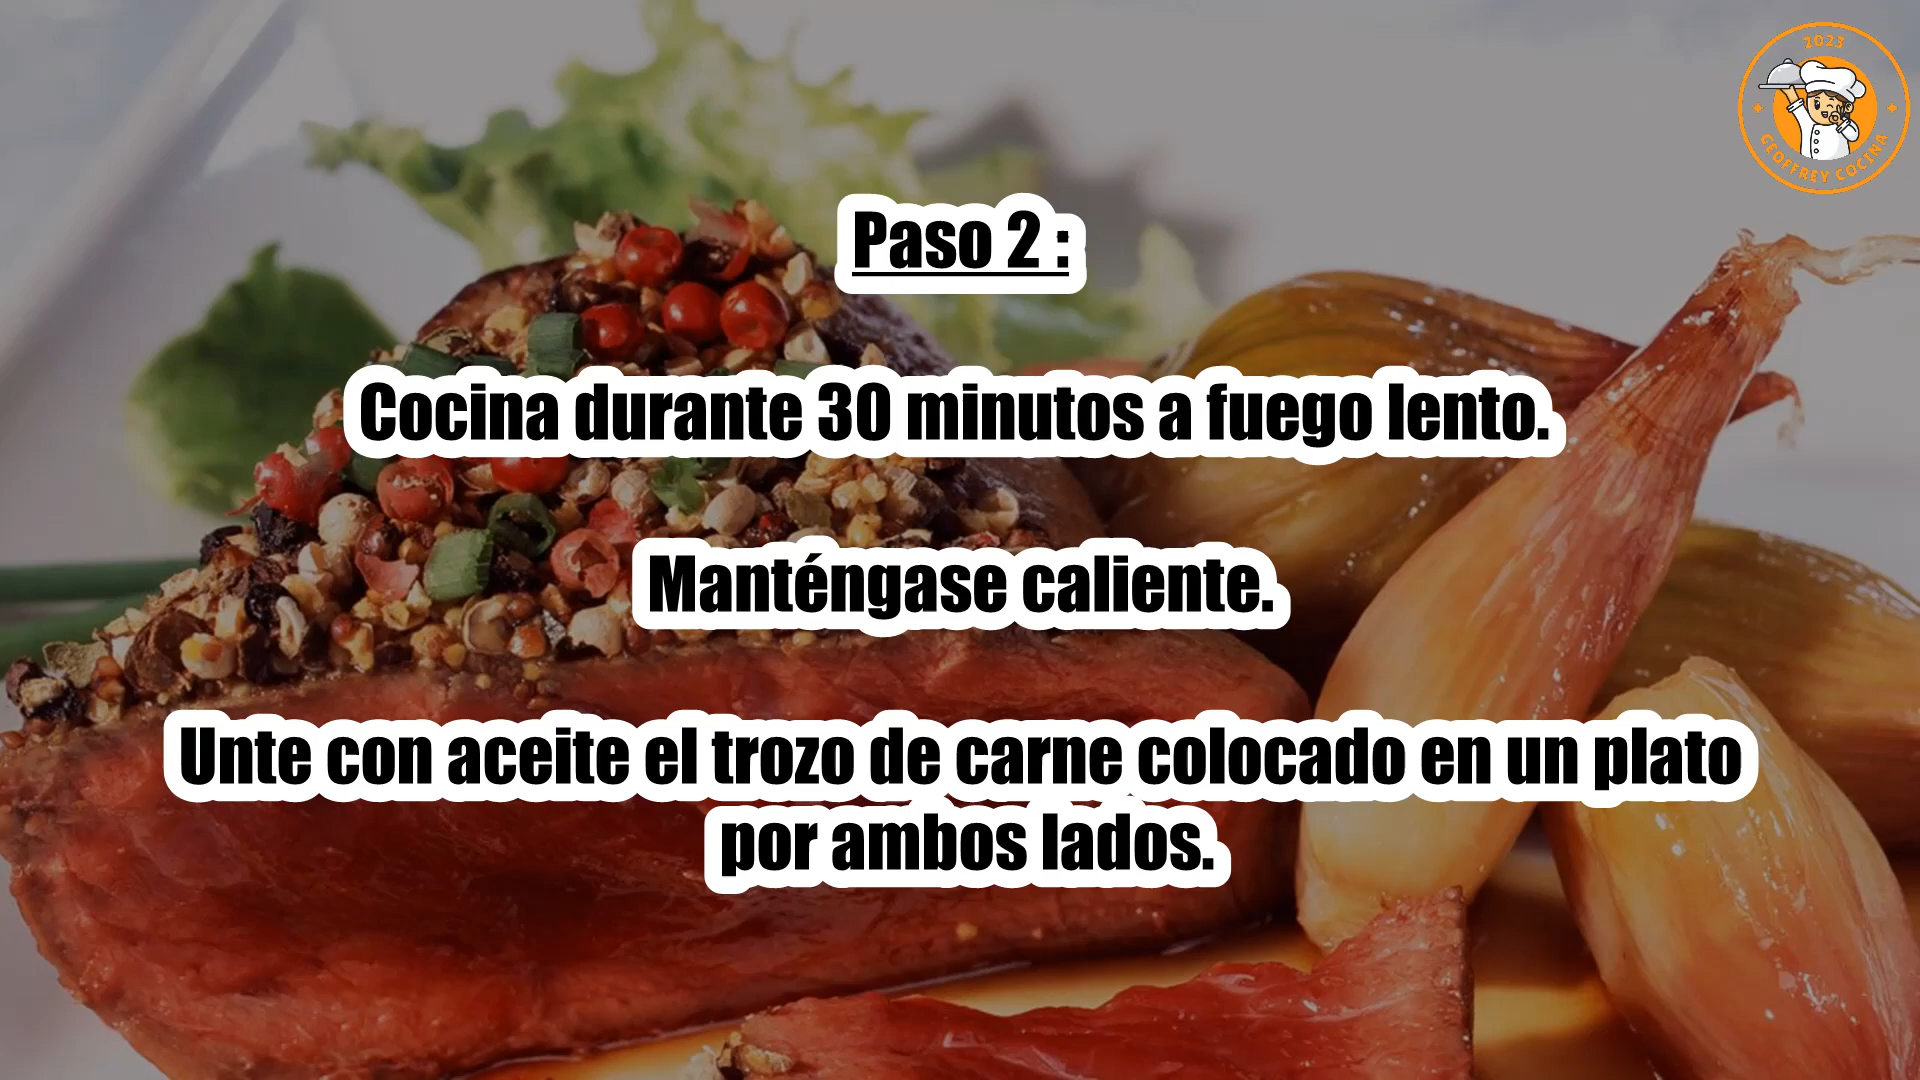 2023
GEOFFREY COCINA
Paso 2 :
Cocina durante 30 minutos a fuego lento.
Manténgase caliente.
Unte con aceite el trozo de carne colocado en un plato
por ambos lados.